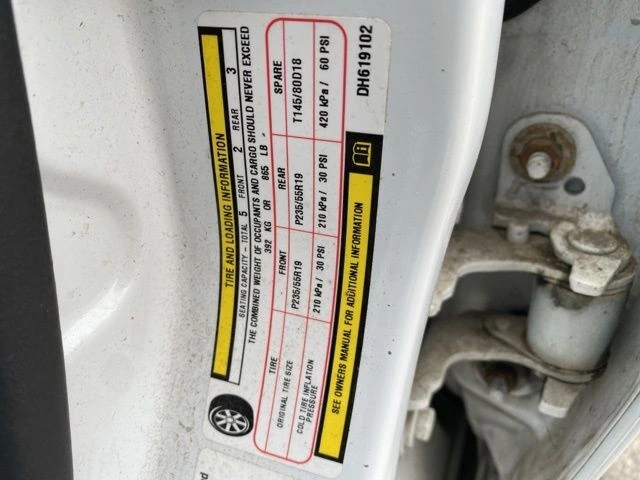 TIRE AND LOADING INFORMATION
SEATING CAPACITY - TOTAL 5 FRONT 2 REAR 3
THE COMBINED WEIGHT OF OCCUPANTS AND CARGO SHOULD NEVER EXCEED
392 KG OR 865 LB.
TIRE FRONT REAR SPARE
ORIGINAL TIRE SIZE P235/55R19 P235/55R19 T145/80D18
COLD TIRE INFLATION PRESSURE 210 kPa / 30 PSI 210 kPa / 30 PSI 420 kPa / 60 PSI
SEE OWNERS MANUAL FOR ADDITIONAL INFORMATION
DH619102